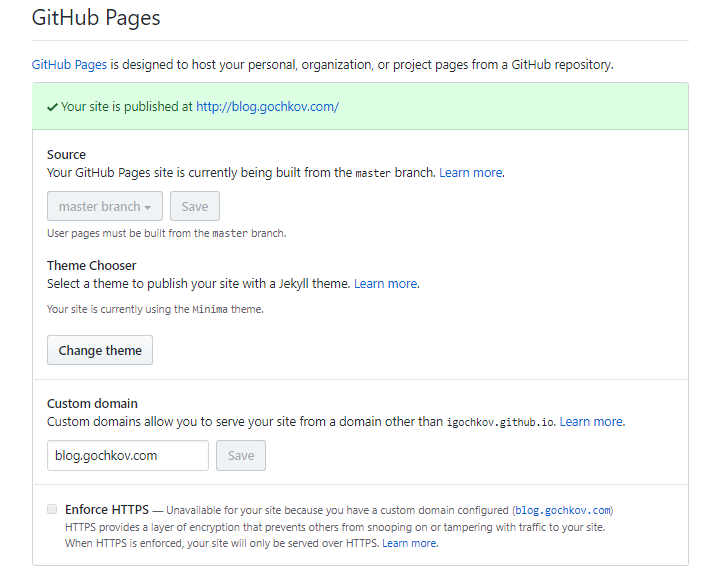 GitHub Pages
GitHub Pages is designed to host your personal, organization, or project pages from a GitHub repository.
Your site is published at http://blog.gochkov.com/
Source
Your GitHub Pages site is currently being built from the master branch. Learn more.
master branch Save
User pages must be built from the master branch.
Theme Chooser
Select a theme to publish your site with a Jekyll theme. Learn more.
Your site is currently using the Minima theme.
Change theme
Custom domain
Custom domains allow you to serve your site from a domain other than igochkov.github.io. Learn more.
blog.gochkov.com Save
Enforce HTTPS — Unavailable for your site because you have a custom domain configured (blog.gochkov.com)
HTTPS provides a layer of encryption that prevents others from snooping on or tampering with traffic to your site.
When HTTPS is enforced, your site will only be served over HTTPS. Learn more.